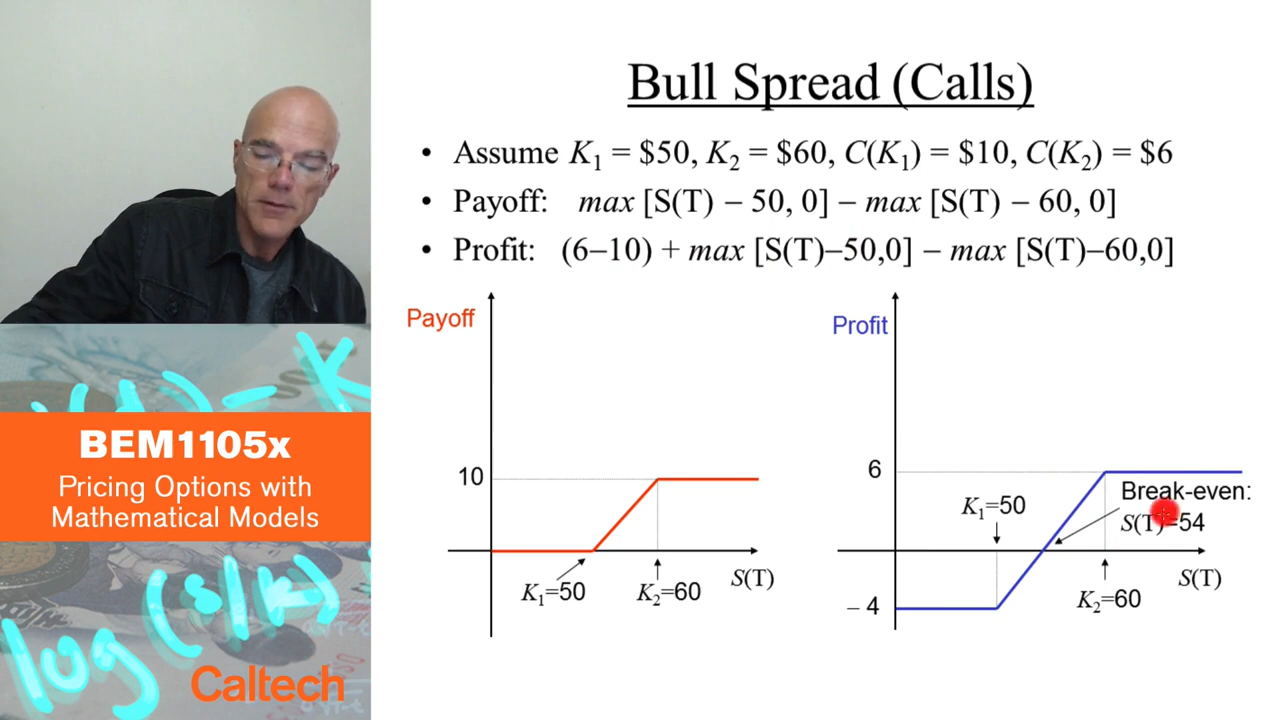 Bull Spread (Calls)
• Assume K₁ = $50, K₂ = $60, C(K₁) = $10, C(K₂) = $6
• Payoff: max [S(T) – 50, 0] – max [S(T) – 60, 0]
• Profit: (6–10) + max [S(T)–50,0] – max [S(T)–60,0]
Payoff
10
K₁=50
K₂=60
S(T)
Profit
6
K₁=50
Break-even:
S(T)=54
– 4
K₂=60
S(T)
– K
BEM1105x
Pricing Options with
Mathematical Models
log (s/k)
Caltech